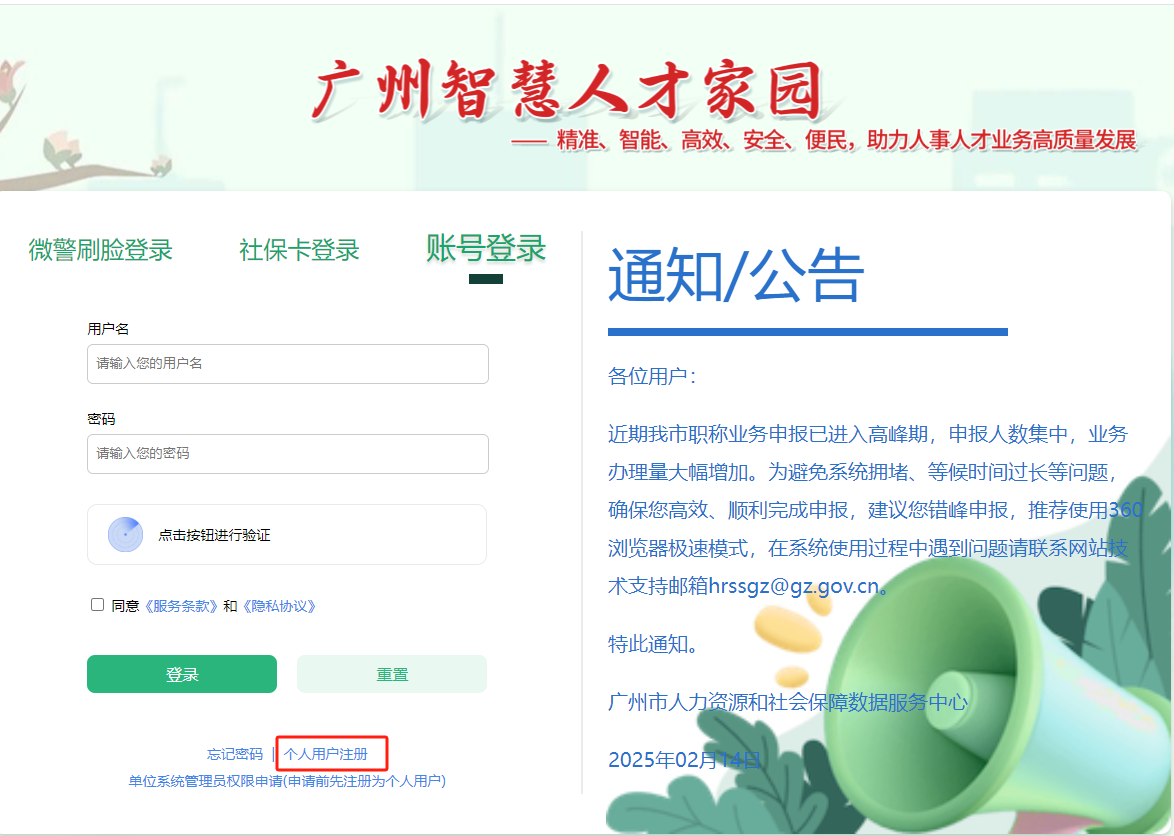 广州智慧人才家园
—— 精准、智能、高效、安全、便民，助力人事人才业务高质量发展
微警刷脸登录 社保卡登录 账号登录
用户名
请输入您的用户名
密码
请输入您的密码
点击按钮进行验证
同意《服务条款》和《隐私协议》
登录 重置
忘记密码 | 个人用户注册
单位系统管理员权限申请(申请前先注册为个人用户)
通知/公告
各位用户：
近期我市职称业务申报已进入高峰期，申报人数集中，业务
办理量大幅增加。为避免系统拥堵、等候时间过长等问题，
确保您高效、顺利完成申报，建议您错峰申报，推荐使用360
浏览器极速模式，在系统使用过程中遇到问题请联系网站技
术支持邮箱hrssgz@gz.gov.cn。
特此通知。
广州市人力资源和社会保障数据服务中心
2025年02月14日